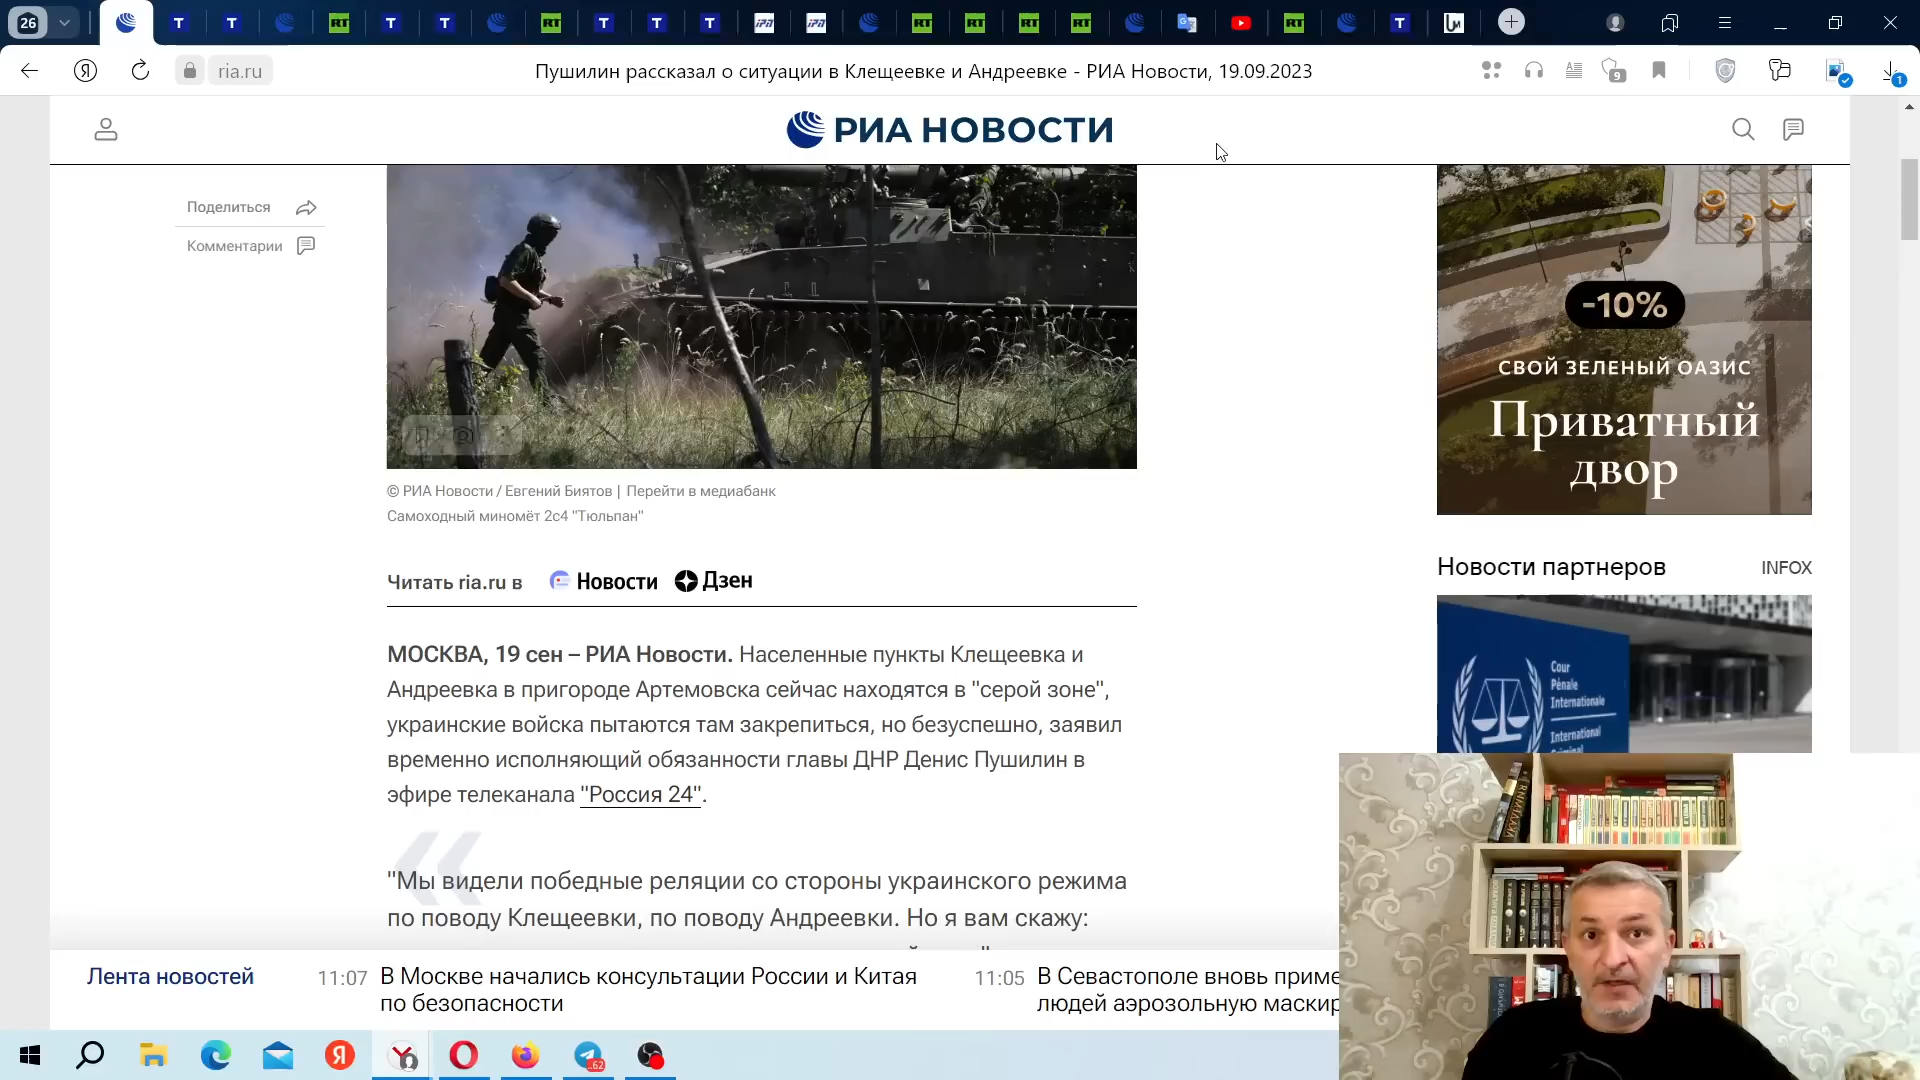 26
ria.ru
Пушилин рассказал о ситуации в Клещеевке и Андреевке - РИА Новости, 19.09.2023
9
1
РИА НОВОСТИ
Поделиться
Комментарии
© РИА Новости / Евгений Биятов | Перейти в медиабанк
Самоходный миномёт 2с4 "Тюльпан"
Читать ria.ru в Новости Дзен
МОСКВА, 19 сен – РИА Новости. Населенные пункты Клещеевка и
Андреевка в пригороде Артемовска сейчас находятся в "серой зоне",
украинские войска пытаются там закрепиться, но безуспешно, заявил
временно исполняющий обязанности главы ДНР Денис Пушилин в
эфире телеканала "Россия 24".
"Мы видели победные реляции со стороны украинского режима
по поводу Клещеевки, по поводу Андреевки. Но я вам скажу:
-10%
СВОЙ ЗЕЛЕНЫЙ ОАЗИС
Приватный
двор
Новости партнеров INFOX
Cour
Pénale
Internationale
International
Лента новостей
11:07 В Москве начались консультации России и Китая
по безопасности
11:05 В Севастополе вновь приме
людей аэрозольную маскир
62